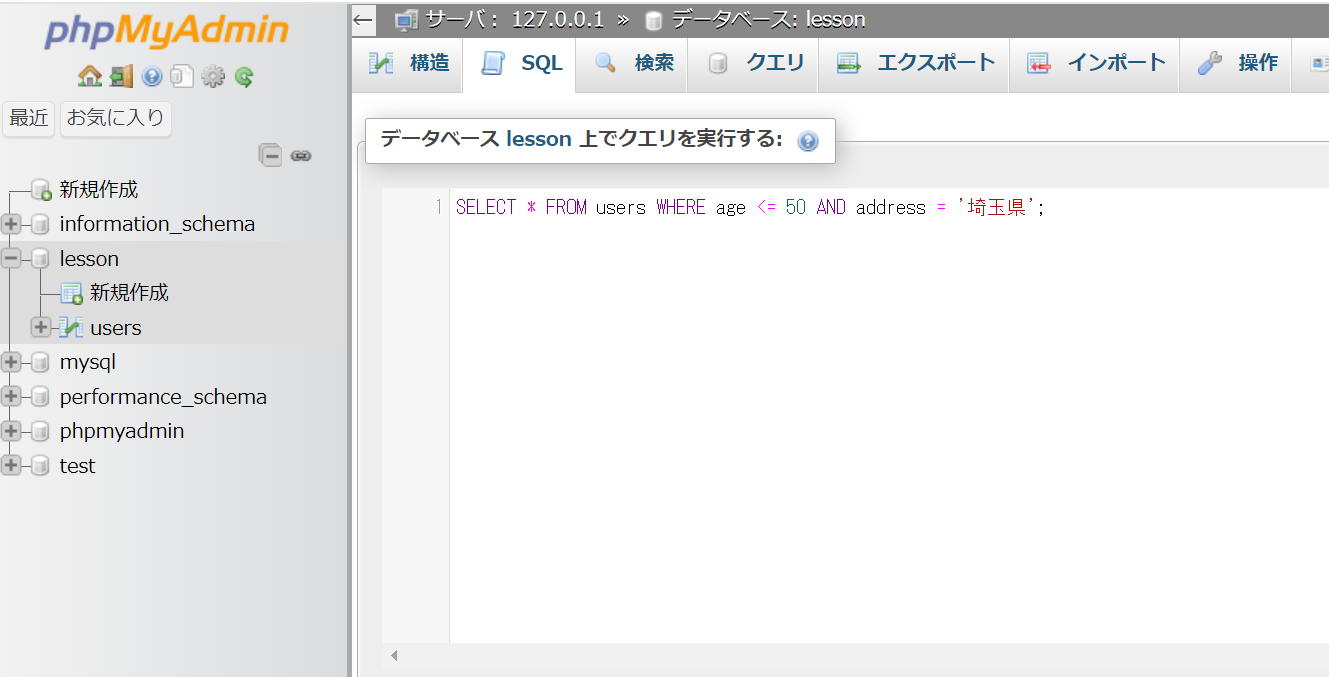 phpMyAdmin
最近 お気に入り
新規作成
information_schema
lesson
新規作成
users
mysql
performance_schema
phpmyadmin
test
← サーバ: 127.0.0.1 » データベース: lesson
構造 SQL 検索 クエリ エクスポート インポート 操作
データベース lesson 上でクエリを実行する:
1 SELECT * FROM users WHERE age <= 50 AND address = '埼玉県';